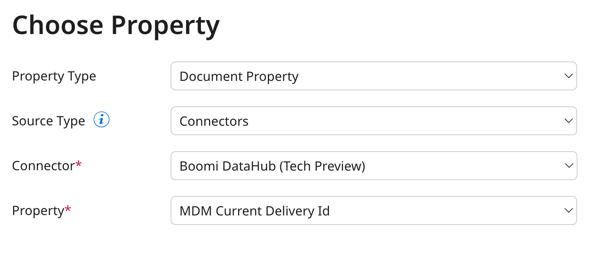 Choose Property
Property Type Document Property
Source Type i Connectors
Connector* Boomi DataHub (Tech Preview)
Property* MDM Current Delivery Id